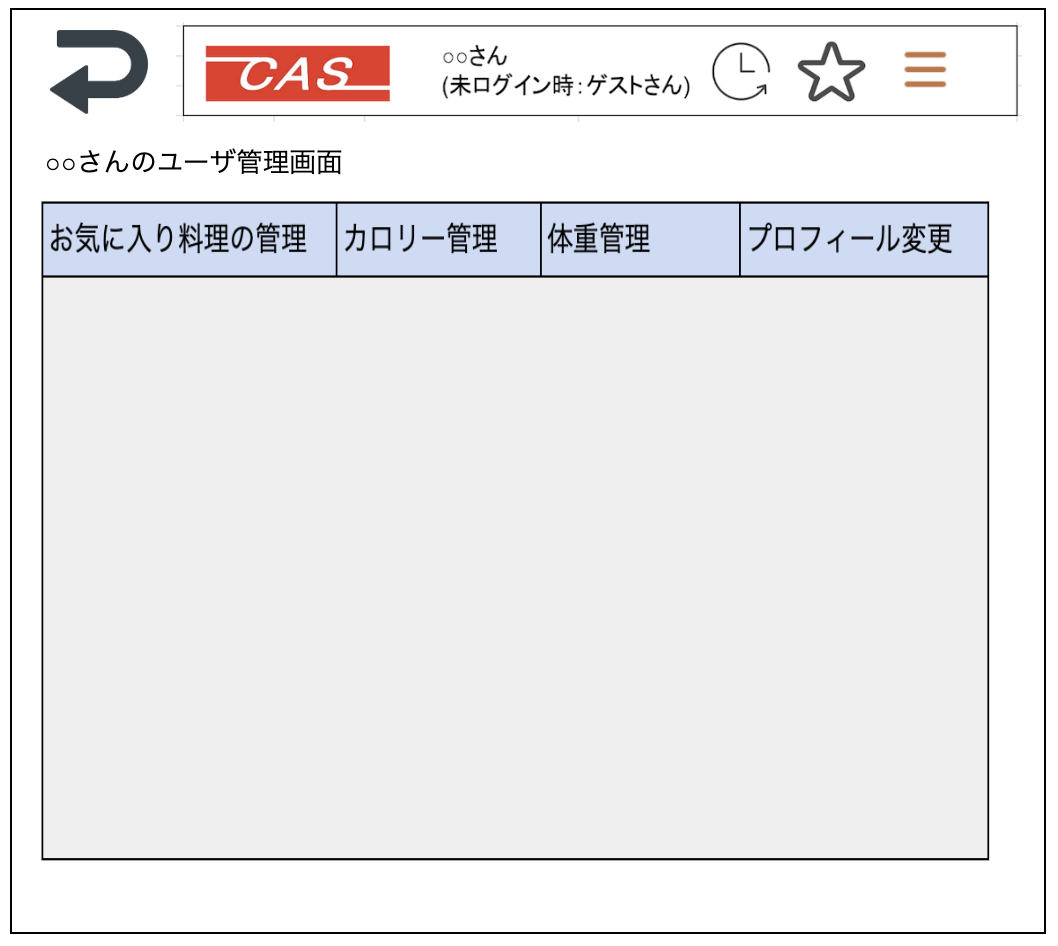 CAS
○○さん
(未ログイン時:ゲストさん)
○○さんのユーザ管理画面
お気に入り料理の管理
カロリー管理
体重管理
プロフィール変更